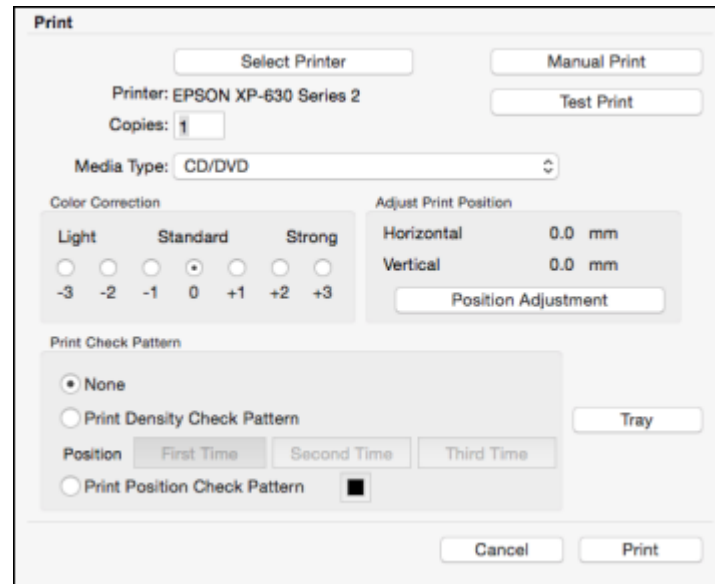 Print
Select Printer
Manual Print
Printer: EPSON XP-630 Series 2
Test Print
Copies: 1
Media Type: CD/DVD
Color Correction
Light Standard Strong
-3 -2 -1 0 +1 +2 +3
Adjust Print Position
Horizontal 0.0 mm
Vertical 0.0 mm
Position Adjustment
Print Check Pattern
None
Print Density Check Pattern
Position First Time Second Time Third Time
Print Position Check Pattern
Tray
Cancel Print